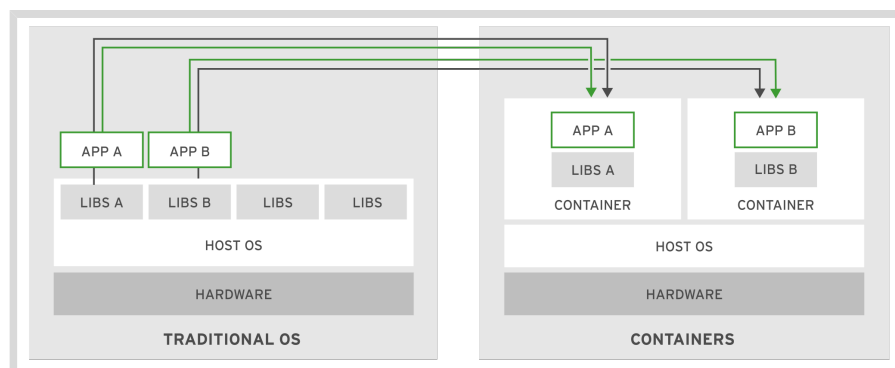 APP A
APP B
LIBS A
LIBS B
LIBS
LIBS
HOST OS
HARDWARE
TRADITIONAL OS
APP A
LIBS A
CONTAINER
APP B
LIBS B
CONTAINER
HOST OS
HARDWARE
CONTAINERS